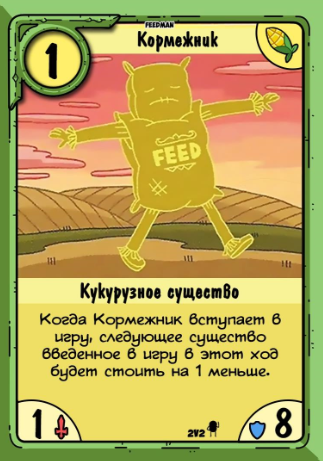 FEEDMAN
1
Кормежник
FEED
Кукурузное существо
Когда Кормежник вступает в
игру, следующее существо
введенное в игру в этот ход
будет стоить на 1 меньше.
1
2V2
8